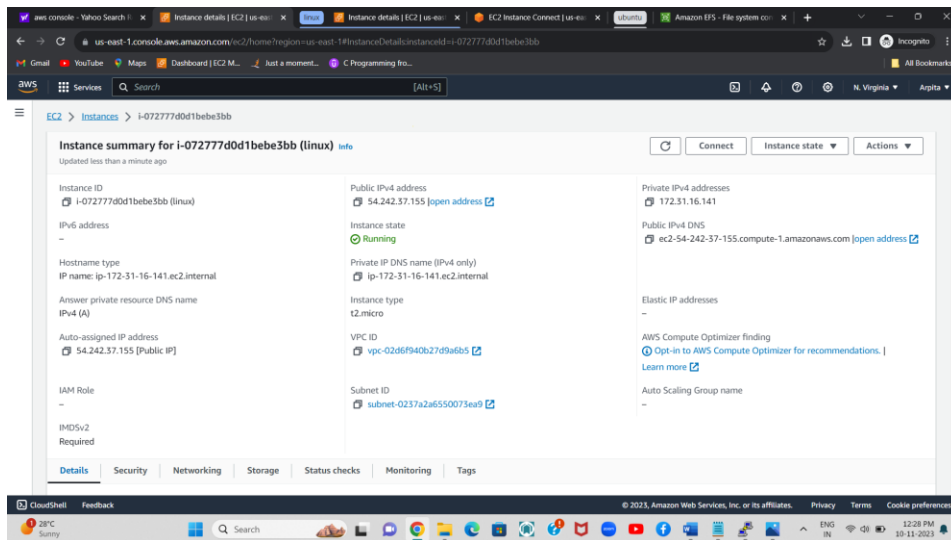 aws console - Yahoo Search R
Instance details | EC2 | us-eas
linux
Instance details | EC2 | us-eas
EC2 Instance Connect | us-eas
ubuntu
Amazon EFS - File system con
us-east-1.console.aws.amazon.com/ec2/home?region=us-east-1#InstanceDetails:instanceId=i-072777d0d1bebe3bb
Incognito
Gmail YouTube Maps Dashboard | EC2 M... Just a moment... C Programming fro... All Bookmarks
aws Services Search [Alt+S] N. Virginia Arpita
EC2 > Instances > i-072777d0d1bebe3bb
Instance summary for i-072777d0d1bebe3bb (linux) Info
Updated less than a minute ago
Connect Instance state Actions
Instance ID
i-072777d0d1bebe3bb (linux)
Public IPv4 address
54.242.37.155 |open address
Private IPv4 addresses
172.31.16.141
IPv6 address
–
Instance state
Running
Public IPv4 DNS
ec2-54-242-37-155.compute-1.amazonaws.com |open address
Hostname type
IP name: ip-172-31-16-141.ec2.internal
Private IP DNS name (IPv4 only)
ip-172-31-16-141.ec2.internal
Answer private resource DNS name
IPv4 (A)
Instance type
t2.micro
Elastic IP addresses
–
Auto-assigned IP address
54.242.37.155 [Public IP]
VPC ID
vpc-02d6f940b27d9a6b5
AWS Compute Optimizer finding
Opt-in to AWS Compute Optimizer for recommendations. |
Learn more
IAM Role
–
Subnet ID
subnet-0237a2a6550073ea9
Auto Scaling Group name
–
IMDSv2
Required
Details Security Networking Storage Status checks Monitoring Tags
CloudShell Feedback © 2023, Amazon Web Services, Inc. or its affiliates. Privacy Terms Cookie preferences
1
28°C
Sunny
Search
ENG
IN
12:28 PM
10-11-2023